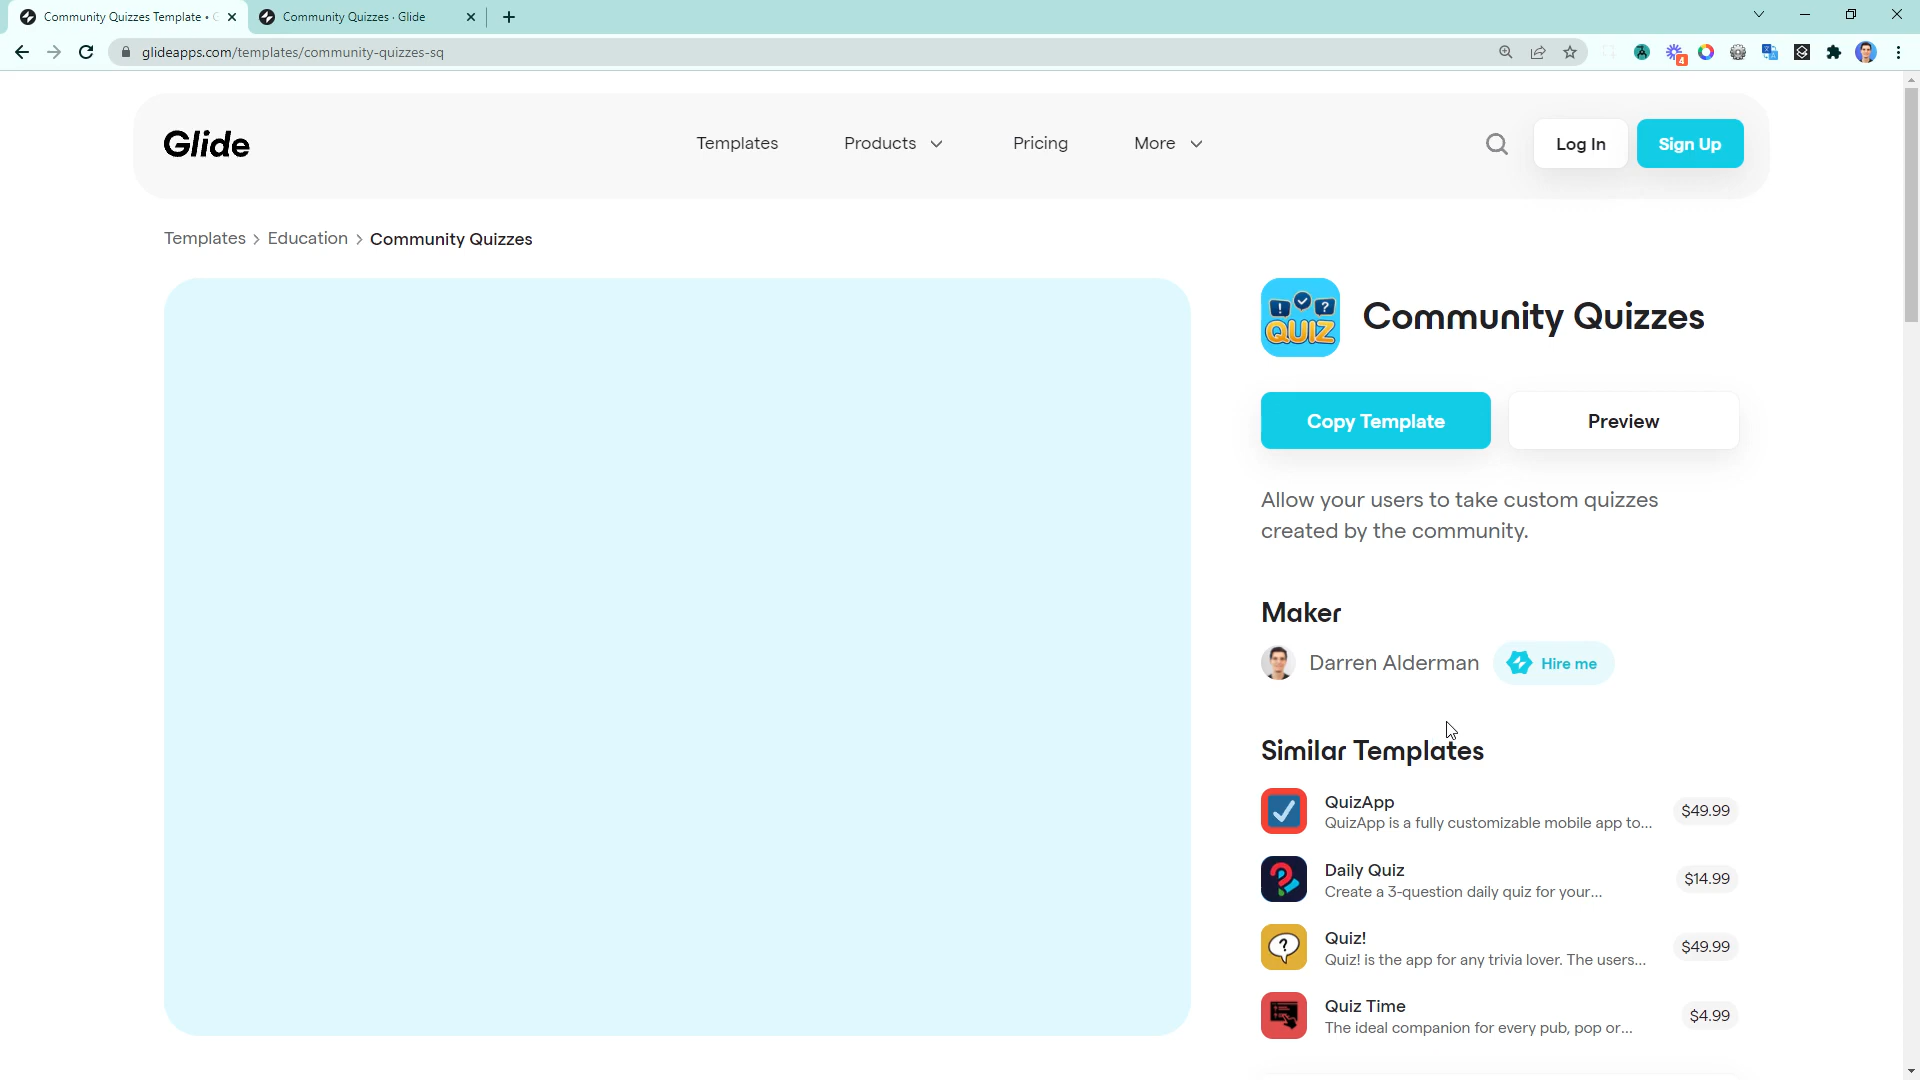 Community Quizzes Template •
Community Quizzes · Glide
glideapps.com/templates/community-quizzes-sq
4
Glide
Templates
Products
Pricing
More
Log In
Sign Up
Templates > Education > Community Quizzes
QUIZ
Community Quizzes
Copy Template
Preview
Allow your users to take custom quizzes
created by the community.
Maker
Darren Alderman
Hire me
Similar Templates
QuizApp
QuizApp is a fully customizable mobile app to...
$49.99
Daily Quiz
Create a 3-question daily quiz for your...
$14.99
Quiz!
Quiz! is the app for any trivia lover. The users...
$49.99
Quiz Time
The ideal companion for every pub, pop or...
$4.99